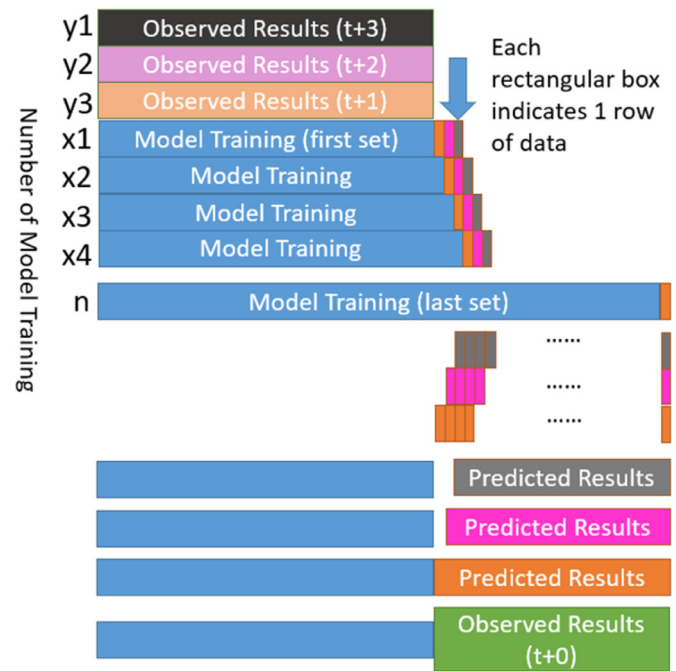 y1 Observed Results (t+3)
y2 Observed Results (t+2)
y3 Observed Results (t+1)
Each
rectangular box
indicates 1 row
of data
x1 Model Training (first set)
x2 Model Training
x3 Model Training
x4 Model Training
n Model Training (last set)
Number of Model Training
......
......
......
Predicted Results
Predicted Results
Predicted Results
Observed Results
(t+0)